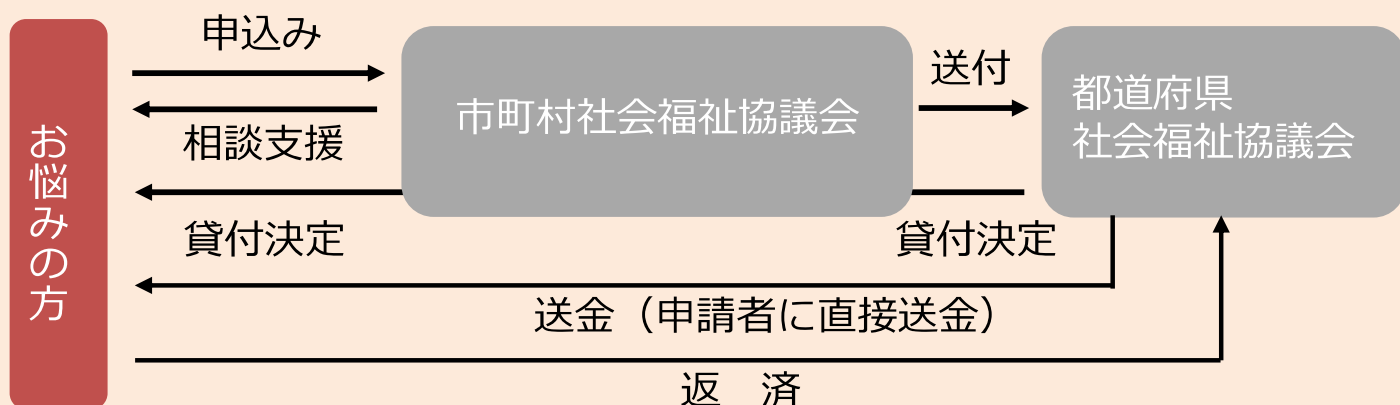 お悩みの方
申込み
相談支援
市町村社会福祉協議会
送付
都道府県
社会福祉協議会
貸付決定
貸付決定
送金（申請者に直接送金）
返　済